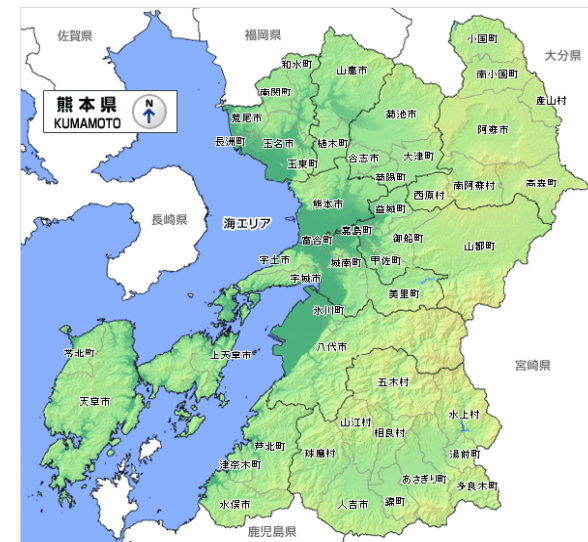 佐賀県
福岡県
大分県
熊本県
KUMAMOTO
N
小国町
和水町
山鹿市
南小国町
南関町
産山村
荒尾市
菊池市
阿蘇市
長洲町
玉名市
植木町
合志市
大津町
玉東町
菊陽町
南阿蘇村
高森町
西原村
長崎県
熊本市
益城町
海エリア
嘉島町
富合町
御船町
山都町
宇土市
城南町
甲佐町
宇城市
美里町
氷川町
八代市
苓北町
上天草市
宮崎県
五木村
天草市
水上村
山江村
相良村
芦北町
球磨村
湯前町
津奈木町
あさぎり町
多良木町
水俣市
人吉市
錦町
鹿児島県